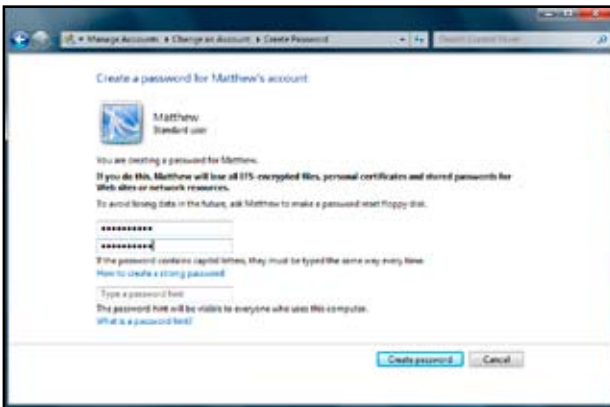 Manage Accounts ▸ Change an Account ▸ Create Password
Search Control Panel
Create a password for Matthew's account
Matthew
Standard user
You are creating a password for Matthew.
If you do this, Matthew will lose all EFS-encrypted files, personal certificates and stored passwords for
Web sites or network resources.
To avoid losing data in the future, ask Matthew to make a password reset floppy disk.
If the password contains capital letters, they must be typed the same way every time.
How to create a strong password
Type a password hint
The password hint will be visible to everyone who uses this computer.
What is a password hint?
Create password
Cancel